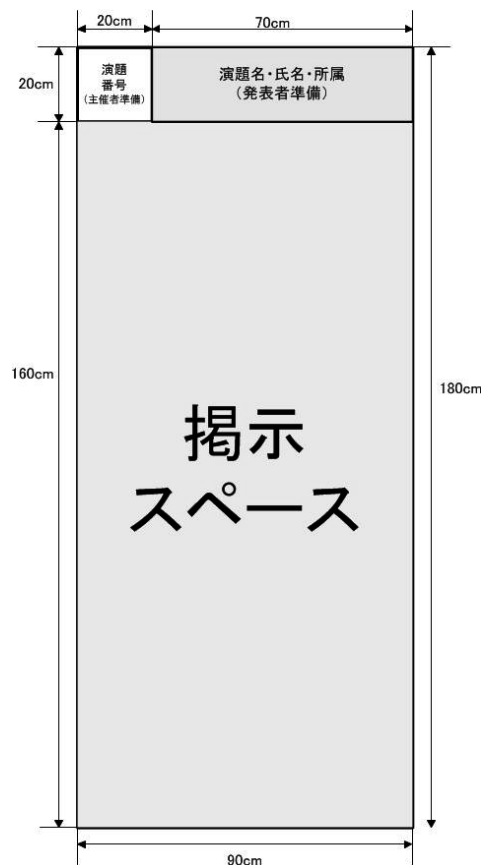 20cm
70cm
20cm
演題
番号
（主催者準備）
演題名・氏名・所属
（発表者準備）
160cm
180cm
掲示
スペース
90cm